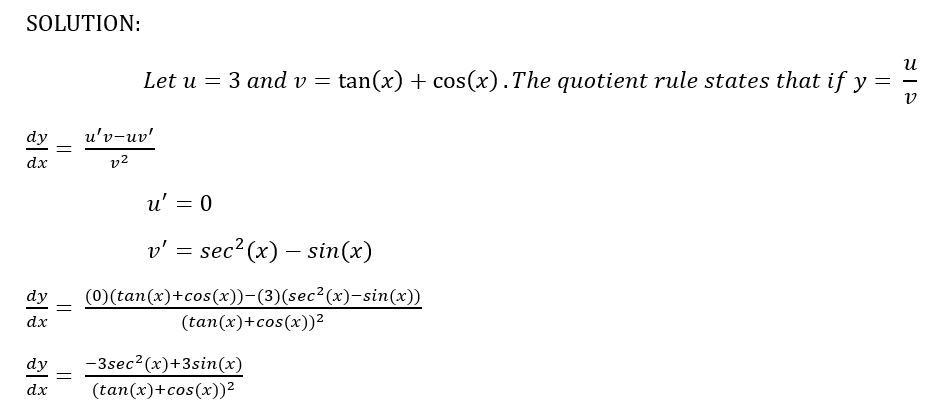 SOLUTION:
Let u = 3 and v = tan(x) + cos(x). The quotient rule states that if y = u/v
dy/dx = (u′v−uv′)/v²
u′ = 0
v′ = sec²(x) − sin(x)
dy/dx = ((0)(tan(x)+cos(x))−(3)(sec²(x)−sin(x)))/(tan(x)+cos(x))²
dy/dx = (−3sec²(x)+3sin(x))/(tan(x)+cos(x))²